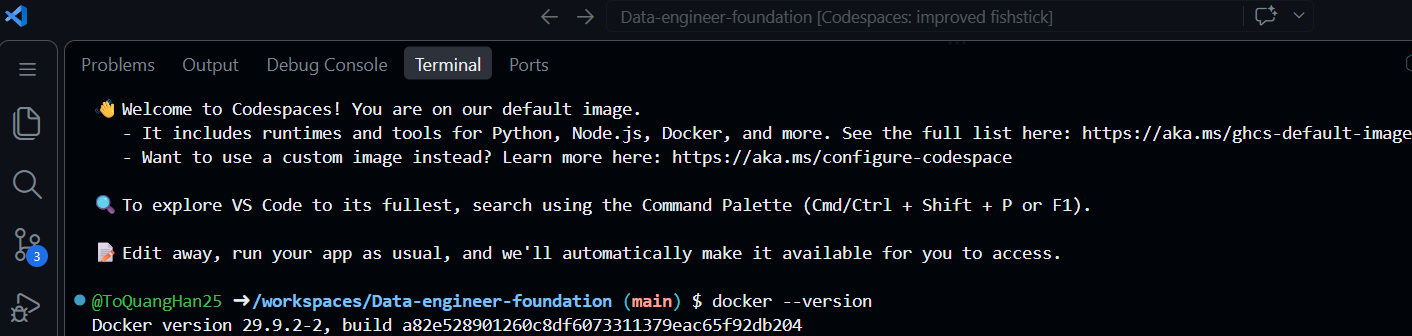 Data-engineer-foundation [Codespaces: improved fishstick]
Problems Output Debug Console Terminal Ports
👋 Welcome to Codespaces! You are on our default image.
- It includes runtimes and tools for Python, Node.js, Docker, and more. See the full list here: https://aka.ms/ghcs-default-image
- Want to use a custom image instead? Learn more here: https://aka.ms/configure-codespace
🔍 To explore VS Code to its fullest, search using the Command Palette (Cmd/Ctrl + Shift + P or F1).
📝 Edit away, run your app as usual, and we'll automatically make it available for you to access.
3
@ToQuangHan25 ➜/workspaces/Data-engineer-foundation (main) $ docker --version
Docker version 29.9.2-2, build a82e528901260c8df6073311379eac65f92db204